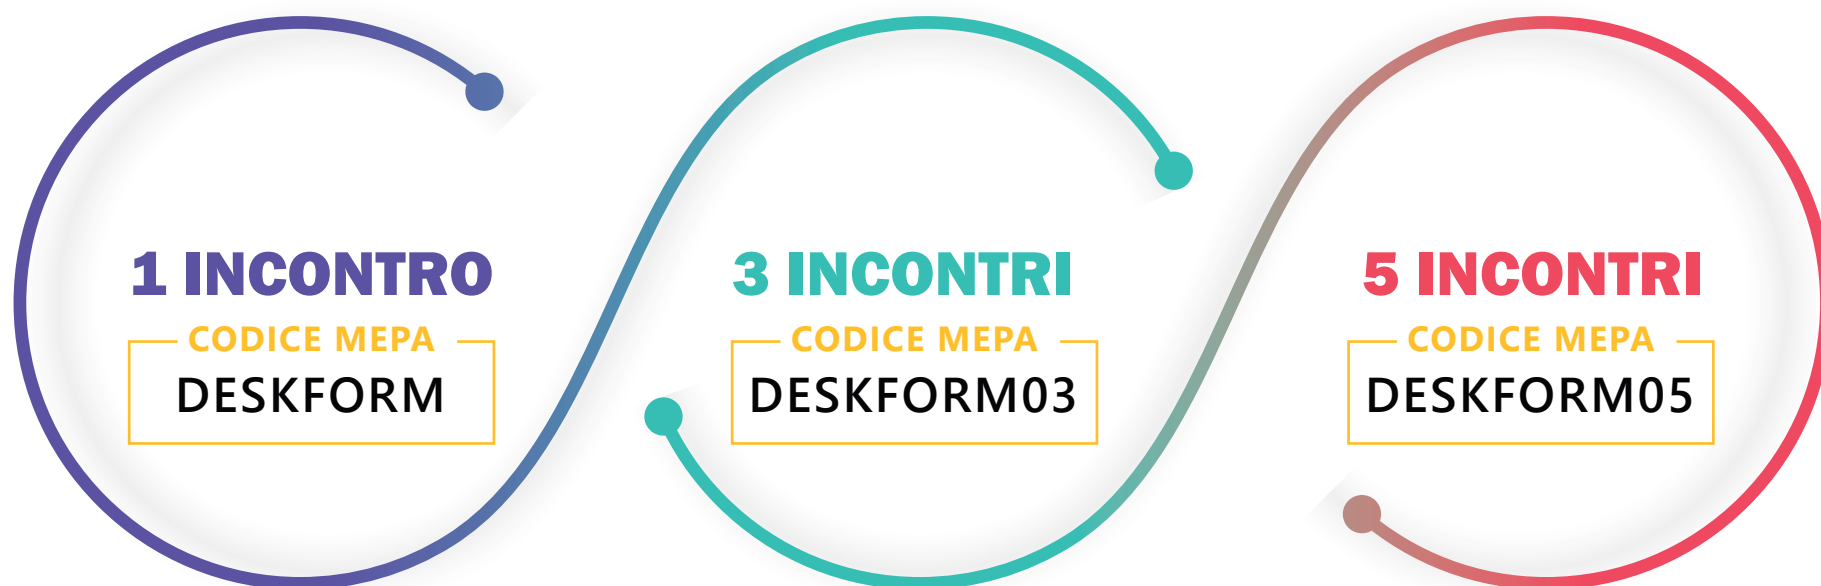 1 INCONTRO
CODICE MEPA
DESKFORM
3 INCONTRI
CODICE MEPA
DESKFORM03
5 INCONTRI
CODICE MEPA
DESKFORM05